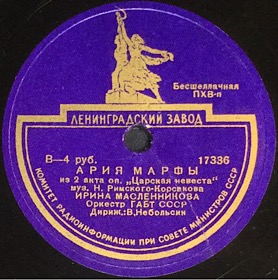 Бесшеллачная
ПХВ-п
ЛЕНИНГРАДСКИЙ ЗАВОД
В—4 руб. 17336
АРИЯ МАРФЫ
из 2 акта оп. „Царская невеста“
муз. Н. Римского-Корсакова
ИРИНА МАСЛЕННИКОВА
Оркестр ГАБТ СССР
Дириж. В. Небольсин
КОМИТЕТ РАДИОИНФОРМАЦИИ ПРИ СОВЕТЕ МИНИСТРОВ СССР